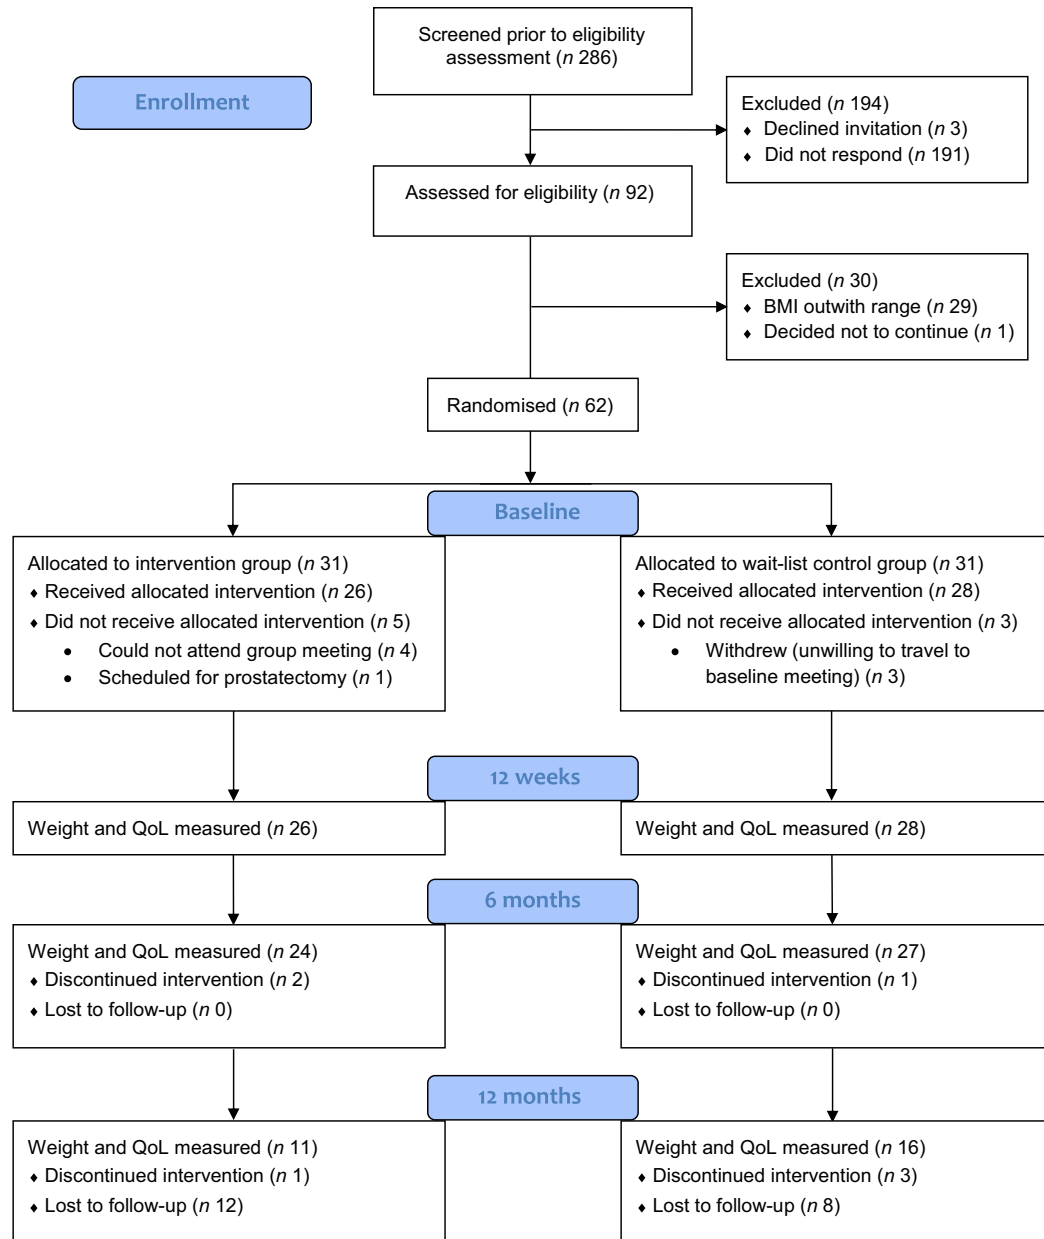 Screened prior to eligibility
assessment (n 286)
Enrollment
Excluded (n 194)
♦ Declined invitation (n 3)
♦ Did not respond (n 191)
Assessed for eligibility (n 92)
Excluded (n 30)
♦ BMI outwith range (n 29)
♦ Decided not to continue (n 1)
Randomised (n 62)
Baseline
Allocated to intervention group (n 31)
♦ Received allocated intervention (n 26)
♦ Did not receive allocated intervention (n 5)
• Could not attend group meeting (n 4)
• Scheduled for prostatectomy (n 1)
Allocated to wait-list control group (n 31)
♦ Received allocated intervention (n 28)
♦ Did not receive allocated intervention (n 3)
• Withdrew (unwilling to travel to
baseline meeting) (n 3)
12 weeks
Weight and QoL measured (n 26)
Weight and QoL measured (n 28)
6 months
Weight and QoL measured (n 24)
♦ Discontinued intervention (n 2)
♦ Lost to follow-up (n 0)
Weight and QoL measured (n 27)
♦ Discontinued intervention (n 1)
♦ Lost to follow-up (n 0)
12 months
Weight and QoL measured (n 11)
♦ Discontinued intervention (n 1)
♦ Lost to follow-up (n 12)
Weight and QoL measured (n 16)
♦ Discontinued intervention (n 3)
♦ Lost to follow-up (n 8)